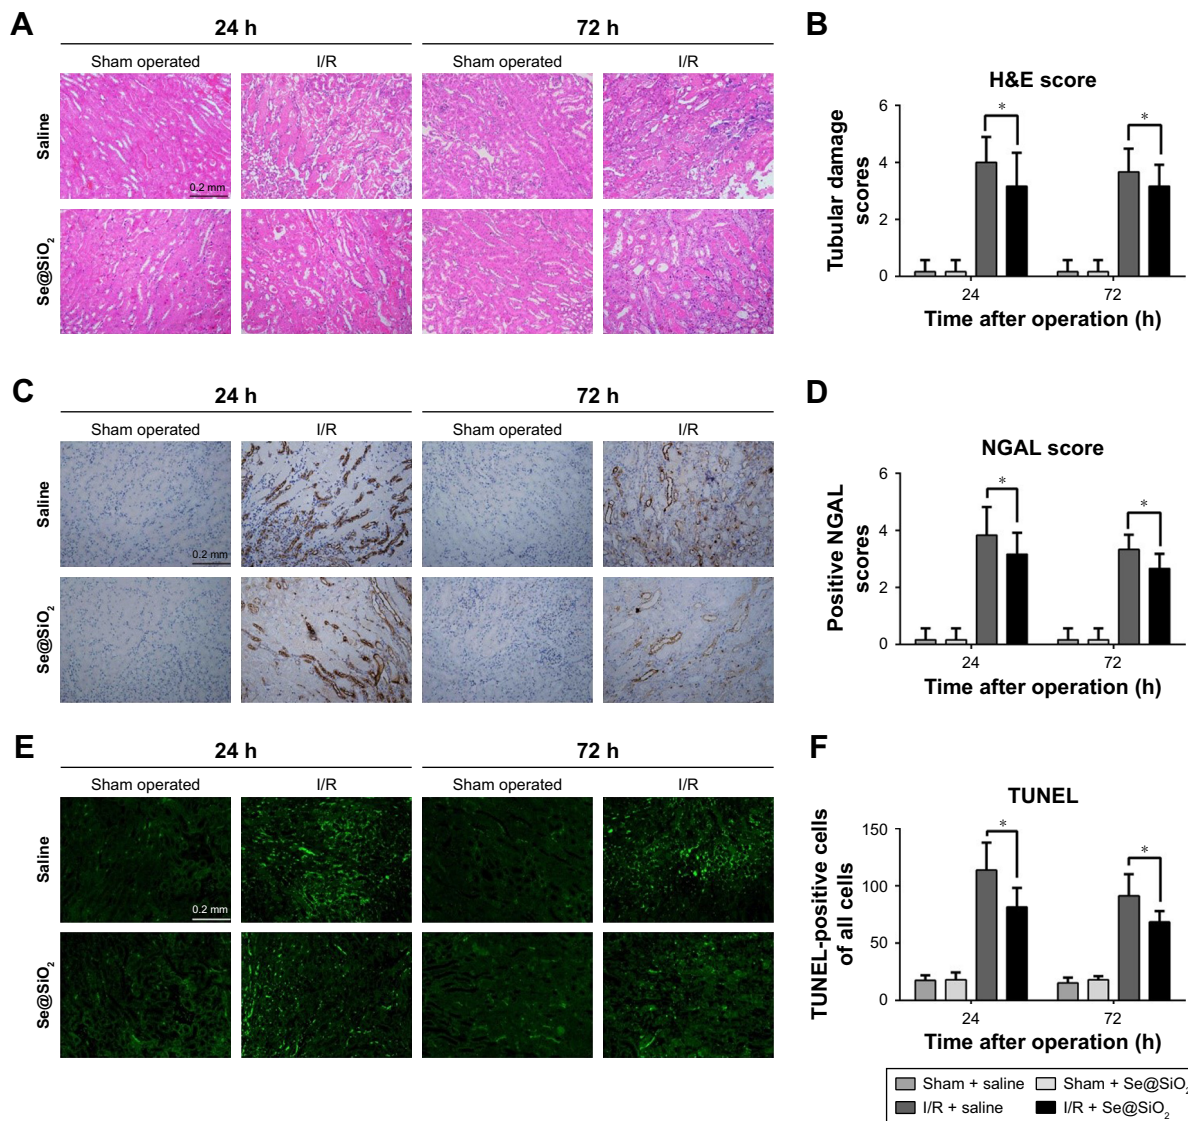 A
24 h
72 h
Sham operated
I/R
Sham operated
I/R
Saline
0.2 mm
Se@SiO2
B
H&E score
Tubular damage
scores
6
4
2
0
*
*
24
72
Time after operation (h)
C
24 h
72 h
Sham operated
I/R
Sham operated
I/R
Saline
0.2 mm
Se@SiO2
D
NGAL score
Positive NGAL
scores
6
4
2
0
*
*
24
72
Time after operation (h)
E
24 h
72 h
Sham operated
I/R
Sham operated
I/R
Saline
0.2 mm
Se@SiO2
F
TUNEL
TUNEL-positive cells
of all cells
150
100
50
0
*
*
24
72
Time after operation (h)
Sham + saline
Sham + Se@SiO2
I/R + saline
I/R + Se@SiO2